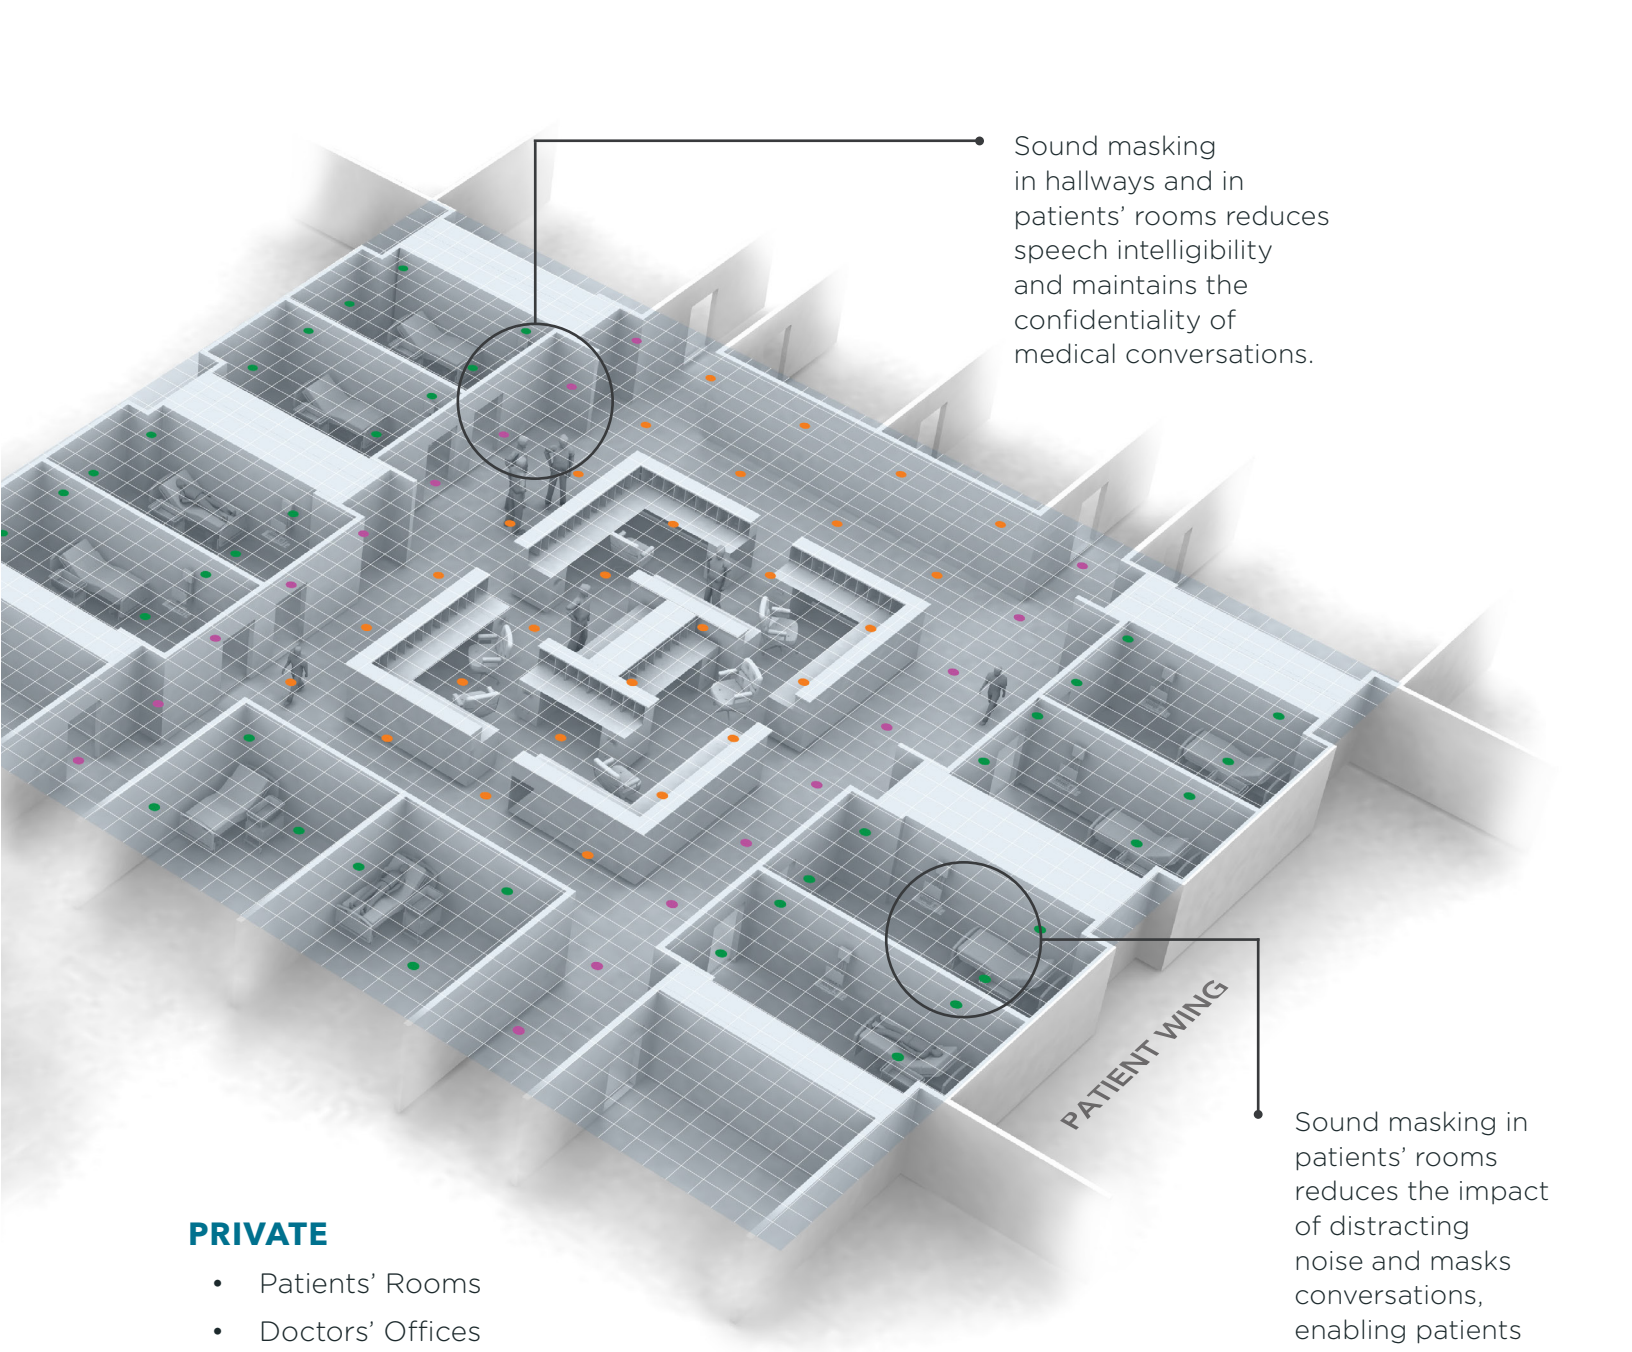 Sound masking
in hallways and in
patients’ rooms reduces
speech intelligibility
and maintains the
confidentiality of
medical conversations.
PATIENT WING
Sound masking in
patients’ rooms
reduces the impact
of distracting
noise and masks
conversations,
enabling patients
PRIVATE
• Patients’ Rooms
• Doctors’ Offices